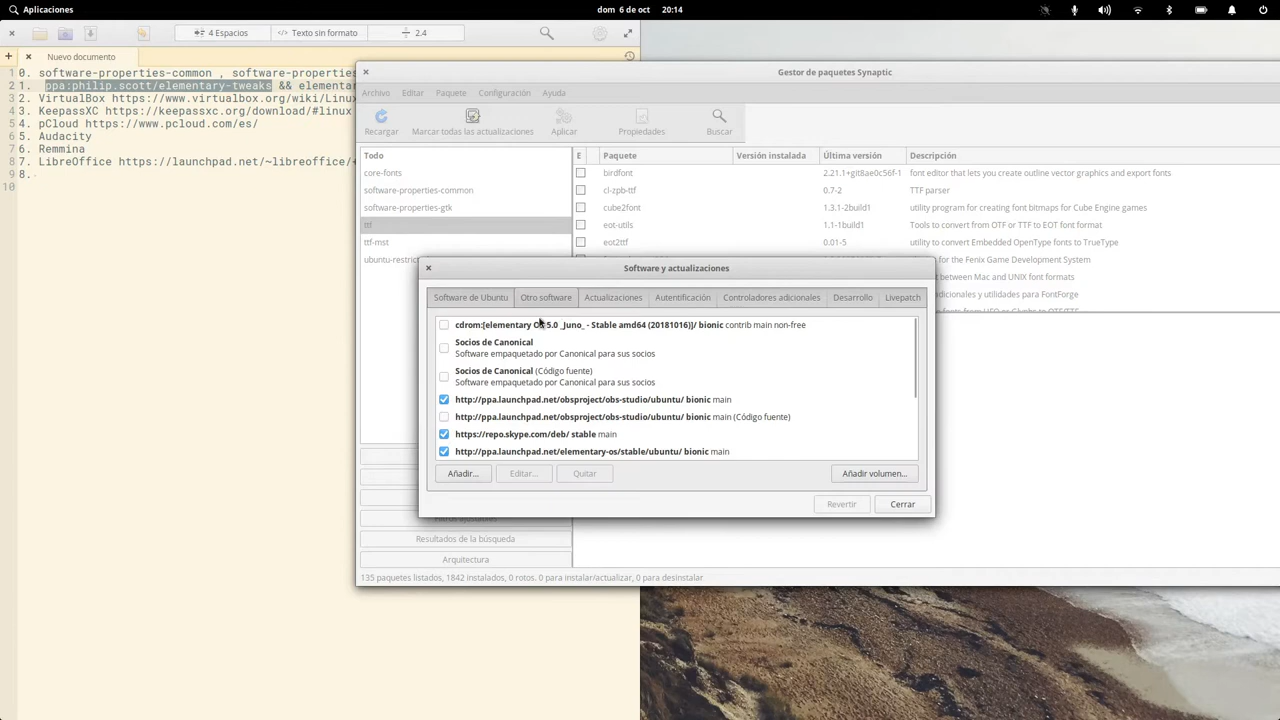 Aplicaciones
dom 6 de oct 20:14
4 Espacios
</> Texto sin formato
2.4
Nuevo documento
1 0. software-properties-common , software-properties
2 1. ppa:philip.scott/elementary-tweaks && elementar
3 2. VirtualBox https://www.virtualbox.org/wiki/Linux
4 3. KeepassXC https://keepassxc.org/download/#linux
5 4. pCloud https://www.pcloud.com/es/
6 5. Audacity
7 6. Remmina
8 7. LibreOffice https://launchpad.net/~libreoffice/+
9 8.
10
Gestor de paquetes Synaptic
Archivo Editar Paquete Configuración Ayuda
Recargar Marcar todas las actualizaciones Aplicar Propiedades Buscar
Todo
core-fonts
software-properties-common
software-properties-gtk
ttf
ttf-mst
ubuntu-restric
E Paquete Versión instalada Última versión Descripción
birdfont 2.21.1+git8ae0c56f-1 font editor that lets you create outline vector graphics and export fonts
cl-zpb-ttf 0.7-2 TTF parser
cube2font 1.3.1-2build1 utility program for creating font bitmaps for Cube Engine games
eot-utils 1.1-1build1 Tools to convert from OTF or TTF to EOT font format
eot2ttf 0.01-5 utility to convert Embedded OpenType fonts to TrueType
for the Fenix Game Development System
between Mac and UNIX font formats
adicionales y utilidades para FontForge
Software y actualizaciones
Software de Ubuntu Otro software Actualizaciones Autentificación Controladores adicionales Desarrollo Livepatch
cdrom:[elementary OS 5.0 _Juno_ - Stable amd64 (20181016)]/ bionic contrib main non-free
Socios de Canonical
Software empaquetado por Canonical para sus socios
Socios de Canonical (Código fuente)
Software empaquetado por Canonical para sus socios
http://ppa.launchpad.net/obsproject/obs-studio/ubuntu/ bionic main
http://ppa.launchpad.net/obsproject/obs-studio/ubuntu/ bionic main (Código fuente)
https://repo.skype.com/deb/ stable main
http://ppa.launchpad.net/elementary-os/stable/ubuntu/ bionic main
Añadir... Editar... Quitar Añadir volumen...
Revertir Cerrar
Resultados de la búsqueda
Arquitectura
135 paquetes listados, 1842 instalados, 0 rotos. 0 para instalar/actualizar, 0 para desinstalar